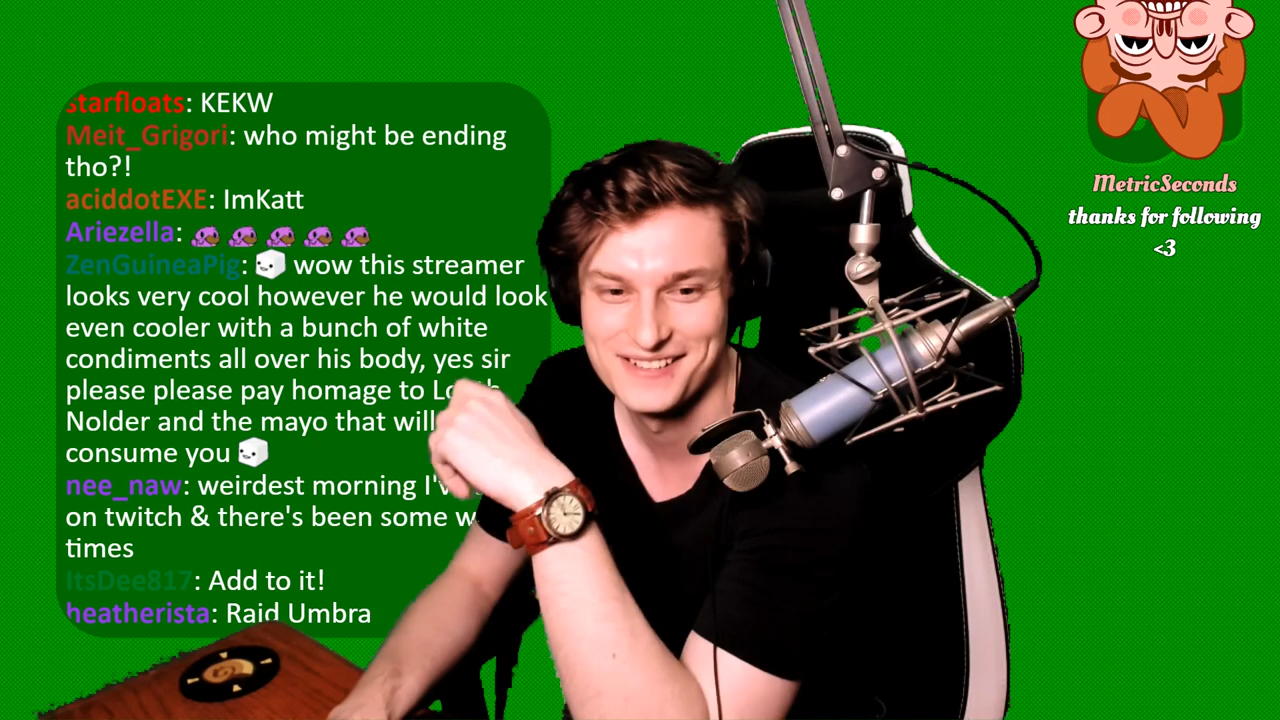 starfloats: KEKW
Meit_Grigori: who might be ending
tho?!
aciddotEXE: ImKatt
Ariezella:
ZenGuineaPig: wow this streamer
looks very cool however he would look
even cooler with a bunch of white
condiments all over his body, yes sir
please please pay homage to
Nolder and the mayo that will
consume you
nee_naw: weirdest morning
on twitch & there's been some
times
ItsDee817: Add to it!
heatherista: Raid Umbra
MetricSeconds
thanks for following
<3